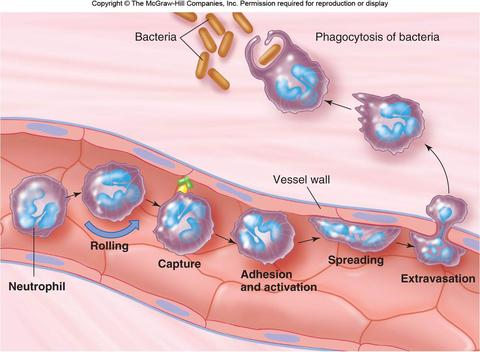 Copyright © The McGraw-Hill Companies, Inc. Permission required for reproduction or display
Bacteria
Phagocytosis of bacteria
Vessel wall
Rolling
Capture
Adhesion
and activation
Spreading
Extravasation
Neutrophil